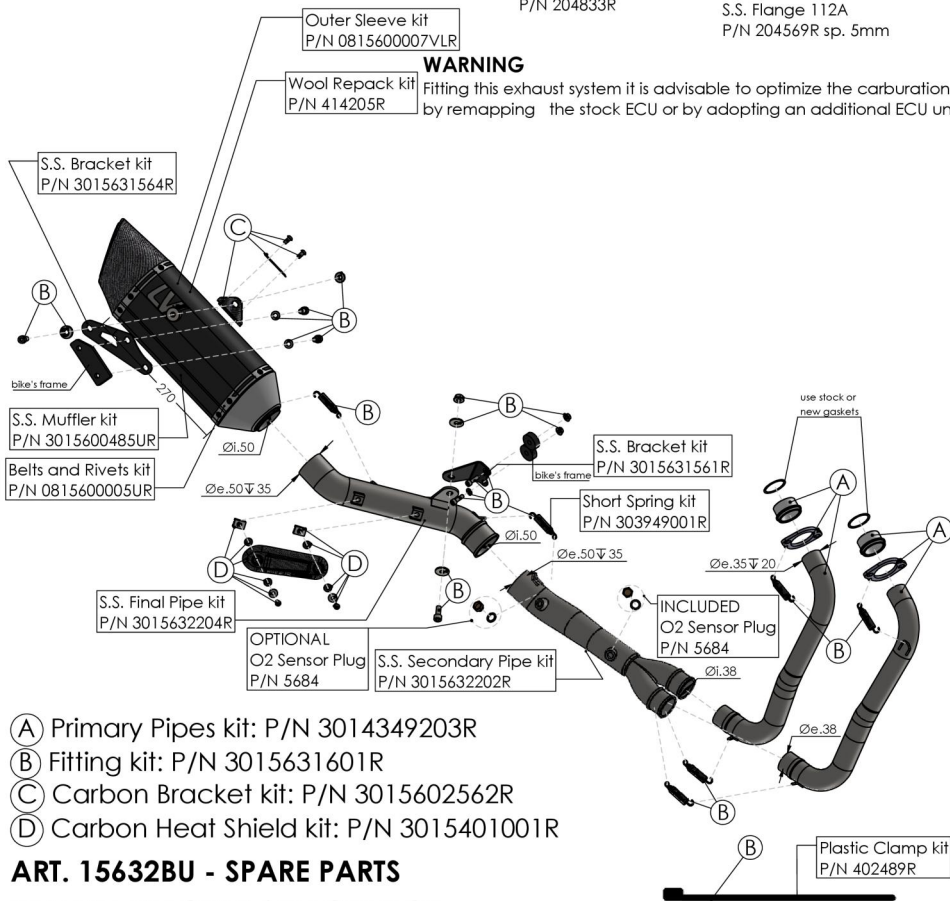 P/N 204833R
S.S. Flange 112A
P/N 204569R sp. 5mm
Outer Sleeve kit
P/N 0815600007VLR
WARNING
Wool Repack kit
P/N 414205R
Fitting this exhaust system it is advisable to optimize the carburation
by remapping the stock ECU or by adopting an additional ECU un
S.S. Bracket kit
P/N 3015631564R
C
B
B
LV
bike's frame
270
S.S. Muffler kit
P/N 3015600485UR
Belts and Rivets kit
P/N 0815600005UR
Øi.50
B
B
use stock or
new gaskets
S.S. Bracket kit
P/N 3015631561R
bike's frame
A
Øe.50↧35
B
Short Spring kit
P/N 303949001R
A
Øi.50
Øe.50↧35
Øe.35↧20
D
D
B
S.S. Final Pipe kit
P/N 3015632204R
INCLUDED
O2 Sensor Plug
P/N 5684
B
OPTIONAL
O2 Sensor Plug
P/N 5684
S.S. Secondary Pipe kit
P/N 3015632202R
Øi.38
Øe.38
B
A Primary Pipes kit: P/N 3014349203R
B Fitting kit: P/N 3015631601R
C Carbon Bracket kit: P/N 3015602562R
D Carbon Heat Shield kit: P/N 3015401001R
ART. 15632BU - SPARE PARTS
B
Plastic Clamp kit
P/N 402489R